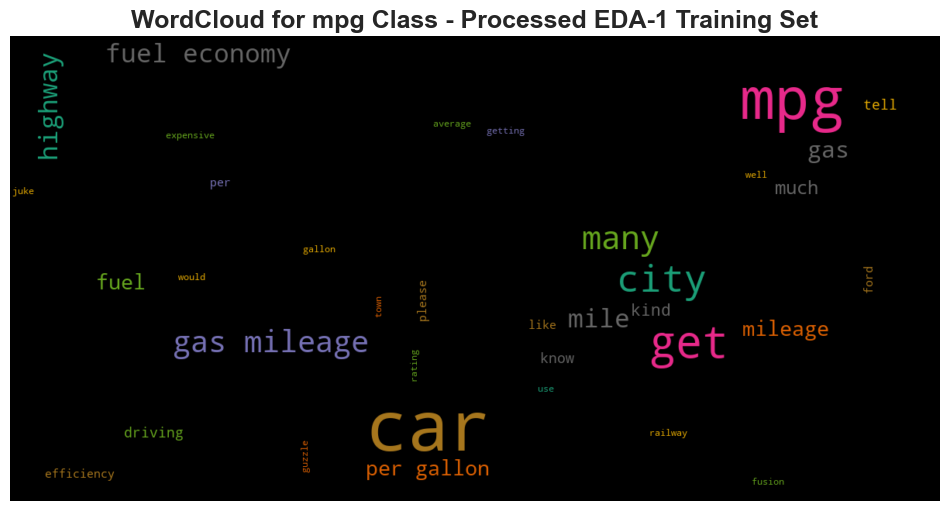 WordCloud for mpg Class - Processed EDA-1 Training Set
fuel economy
highway
mpg
tell
average
getting
expensive
gas
well
per
much
juke
many
gallon
fuel
would
city
ford
please
town
kind
mile
like
mileage
get
gas mileage
know
rating
use
car
driving
railway
guzzle
per gallon
efficiency
fusion